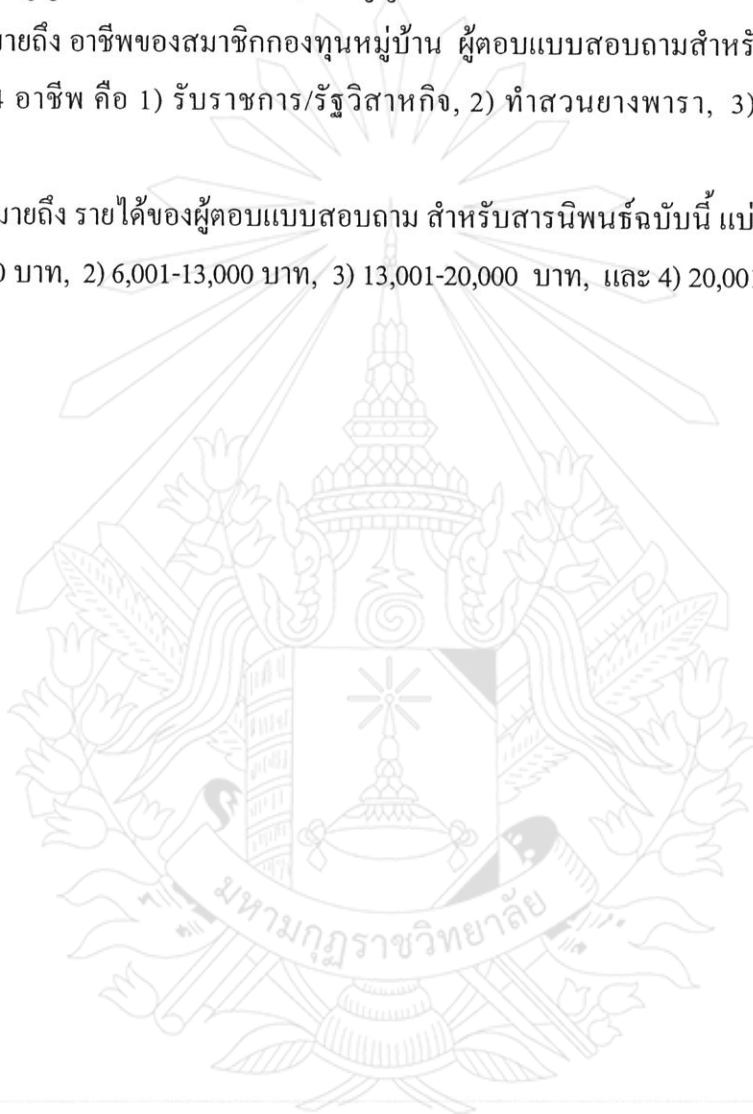 ายถึง อาชีพของสมาชิกกองทุนหมู่บ้าน ผู้ตอบแบบสอบถามสำหรั
อาชีพ คือ 1) รับราชการ/รัฐวิสาหกิจ, 2) ทำสวนยางพารา, 3)
มายถึง รายได้ของผู้ตอบแบบสอบถาม สำหรับสารนิพนธ์ฉบับนี้ แบ่
0 บาท, 2) 6,001-13,000 บาท, 3) 13,001-20,000 บาท, และ 4) 20,001
มหามกุฏราชวิทยาลัย